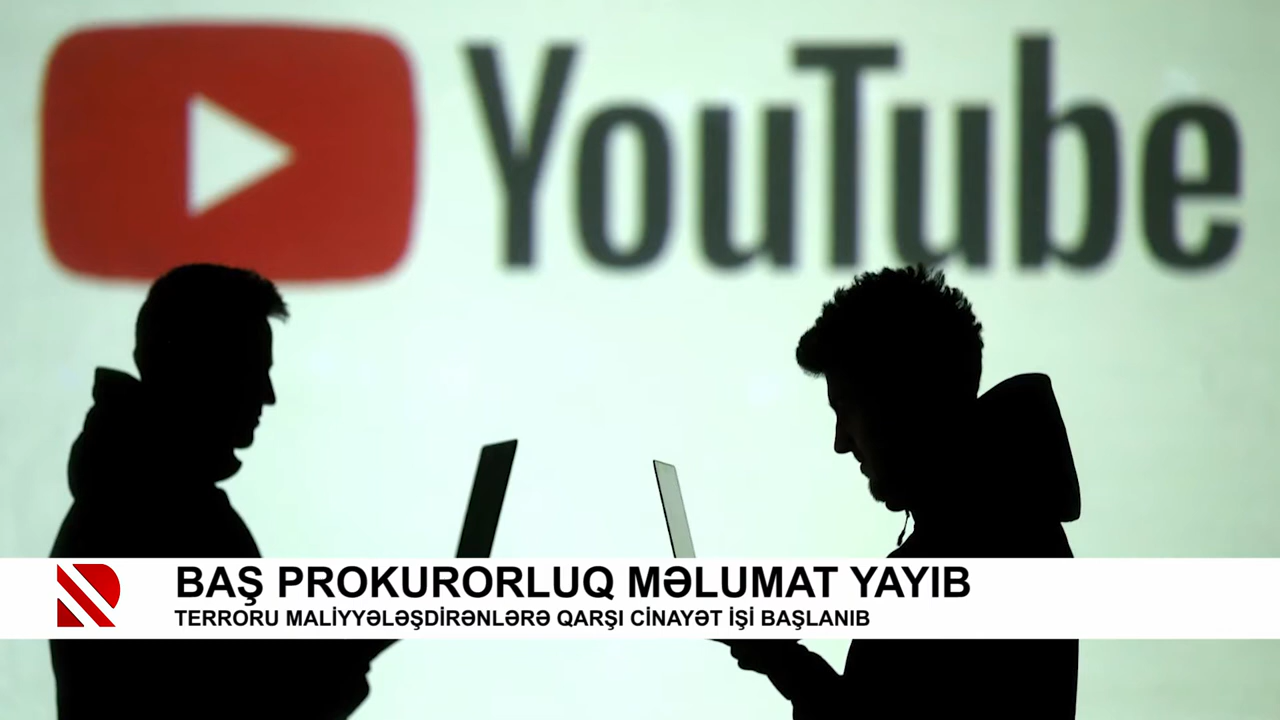 YouTube
BAŞ PROKURORLUQ MƏLUMAT YAYIB
TERRORU MALİYYƏLƏŞDİRƏNLƏRƏ QARŞI CİNAYƏT İŞİ BAŞLANIB